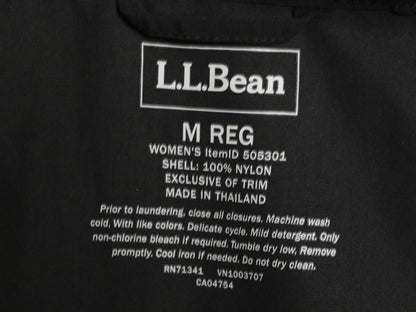 L.L.Bean
M REG
WOMEN'S ItemID 505301
SHELL: 100% NYLON
EXCLUSIVE OF TRIM
MADE IN THAILAND
Prior to laundering, close all closures. Machine wash
cold, With like colors. Delicate cycle. Mild detergent. Only
non-chlorine bleach if required. Tumble dry low, Remove
promptly. Cool iron if needed. Do not dry clean.
RN71341 VN1003707
CA04754